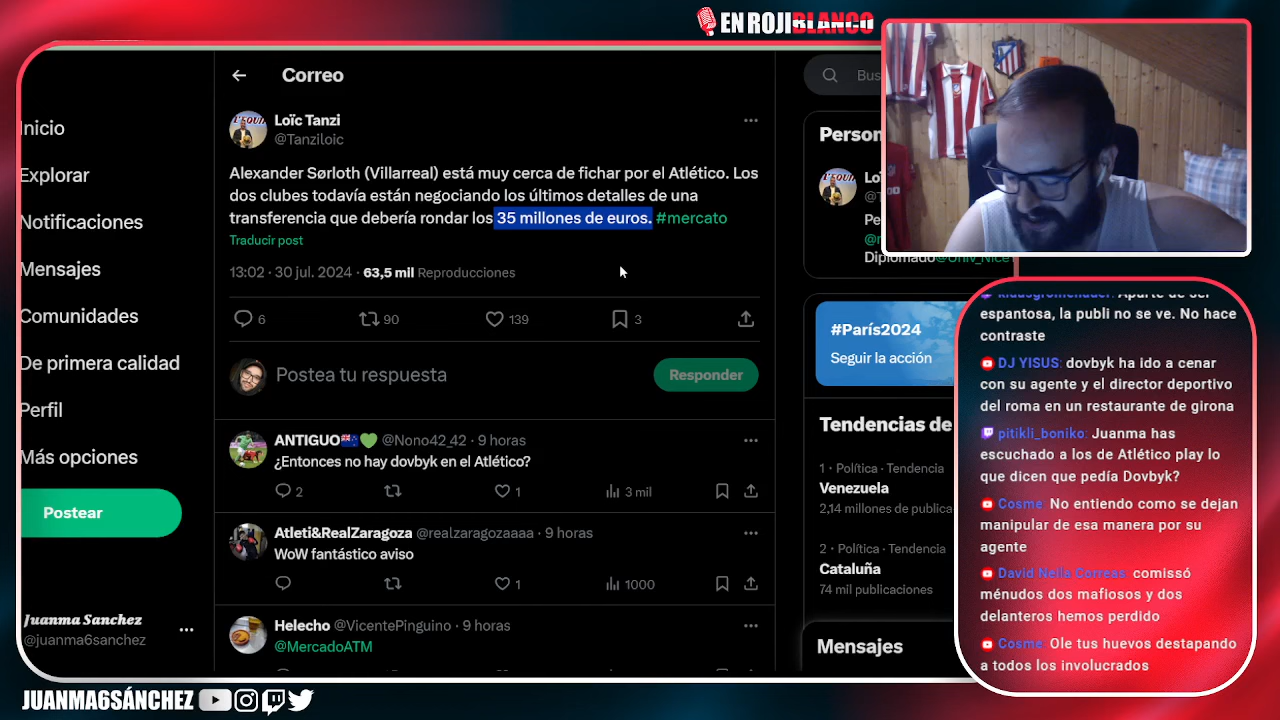 EN ROJIBLANCO
Inicio
Explorar
Notificaciones
Mensajes
Comunidades
De primera calidad
Perfil
Más opciones
Postear
Juanma Sanchez
@juanma6sanchez
Correo
Loïc Tanzi
@Tanziloic
Alexander Sørloth (Villarreal) está muy cerca de fichar por el Atlético. Los
dos clubes todavía están negociando los últimos detalles de una
transferencia que debería rondar los 35 millones de euros. #mercato
Traducir post
13:02 · 30 jul. 2024 · 63,5 mil Reproducciones
6 90 139 3
Postea tu respuesta
Responder
ANTIGUO @Nono42_42 · 9 horas
¿Entonces no hay dovbyk en el Atlético?
2 1 3 mil
Atleti&RealZaragoza @realzaragozaaaa · 9 horas
WoW fantástico aviso
1 1000
Helecho @VicentePinguino · 9 horas
@MercadoATM
Bus
Person
Lo
@T
Pe
@r
Diplomado@Univ_Nice
#París2024
Seguir la acción
Tendencias de
1 · Política · Tendencia
Venezuela
2,14 millones de publica
2 · Política · Tendencia
Cataluña
74 mil publicaciones
Mensajes
Aparte de ser
espantosa, la publi no se ve. No hace
contraste
DJ YISUS: dovbyk ha ido a cenar
con su agente y el director deportivo
del roma en un restaurante de girona
pitikli_boniko: Juanma has
escuchado a los de Atlético play lo
que dicen que pedía Dovbyk?
Cosme: No entiendo como se dejan
manipular de esa manera por su
agente
David Neila Correas: comissó
ménudos dos mafiosos y dos
delanteros hemos perdido
Cosme: Ole tus huevos destapando
a todos los involucrados
JUANMA6SÁNCHEZ